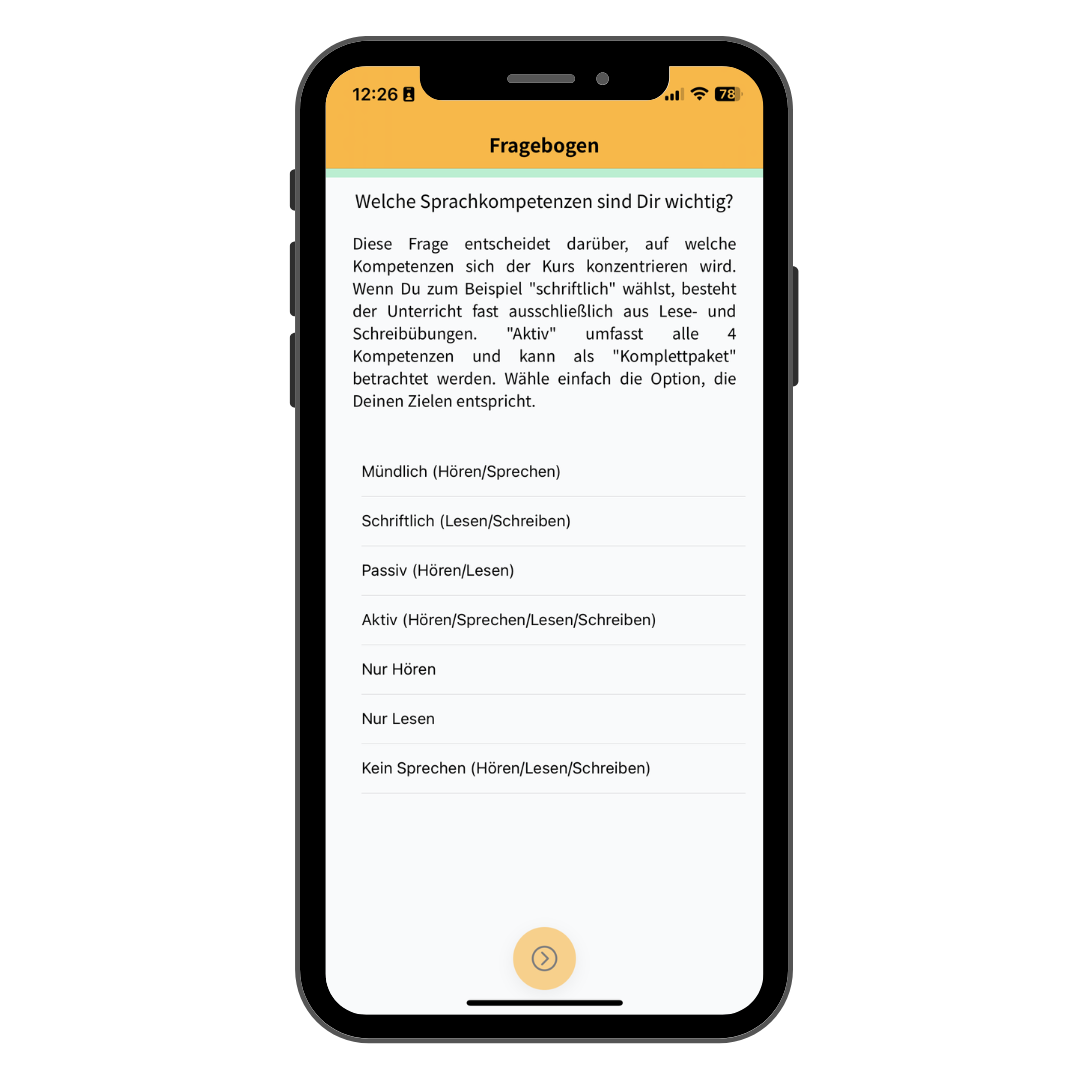 12:26
78
Fragebogen
Welche Sprachkompetenzen sind Dir wichtig?
Diese Frage entscheidet darüber, auf welche
Kompetenzen sich der Kurs konzentrieren wird.
Wenn Du zum Beispiel "schriftlich" wählst, besteht
der Unterricht fast ausschließlich aus Lese- und
Schreibübungen. "Aktiv" umfasst alle 4
Kompetenzen und kann als "Komplettpaket"
betrachtet werden. Wähle einfach die Option, die
Deinen Zielen entspricht.
Mündlich (Hören/Sprechen)
Schriftlich (Lesen/Schreiben)
Passiv (Hören/Lesen)
Aktiv (Hören/Sprechen/Lesen/Schreiben)
Nur Hören
Nur Lesen
Kein Sprechen (Hören/Lesen/Schreiben)